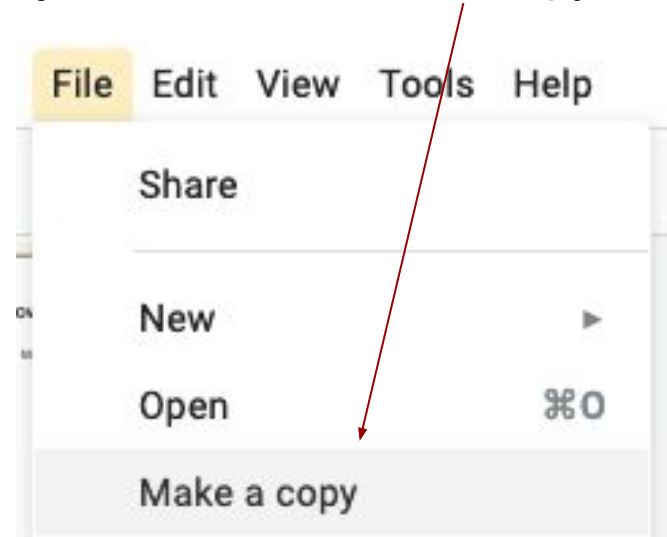 File Edit View Tools Help
Share
New ►
Open ⌘O
Make a copy